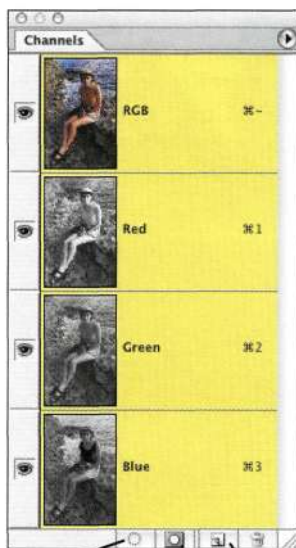 Channels
RGB ⌘~
Red ⌘1
Green ⌘2
Blue ⌘3